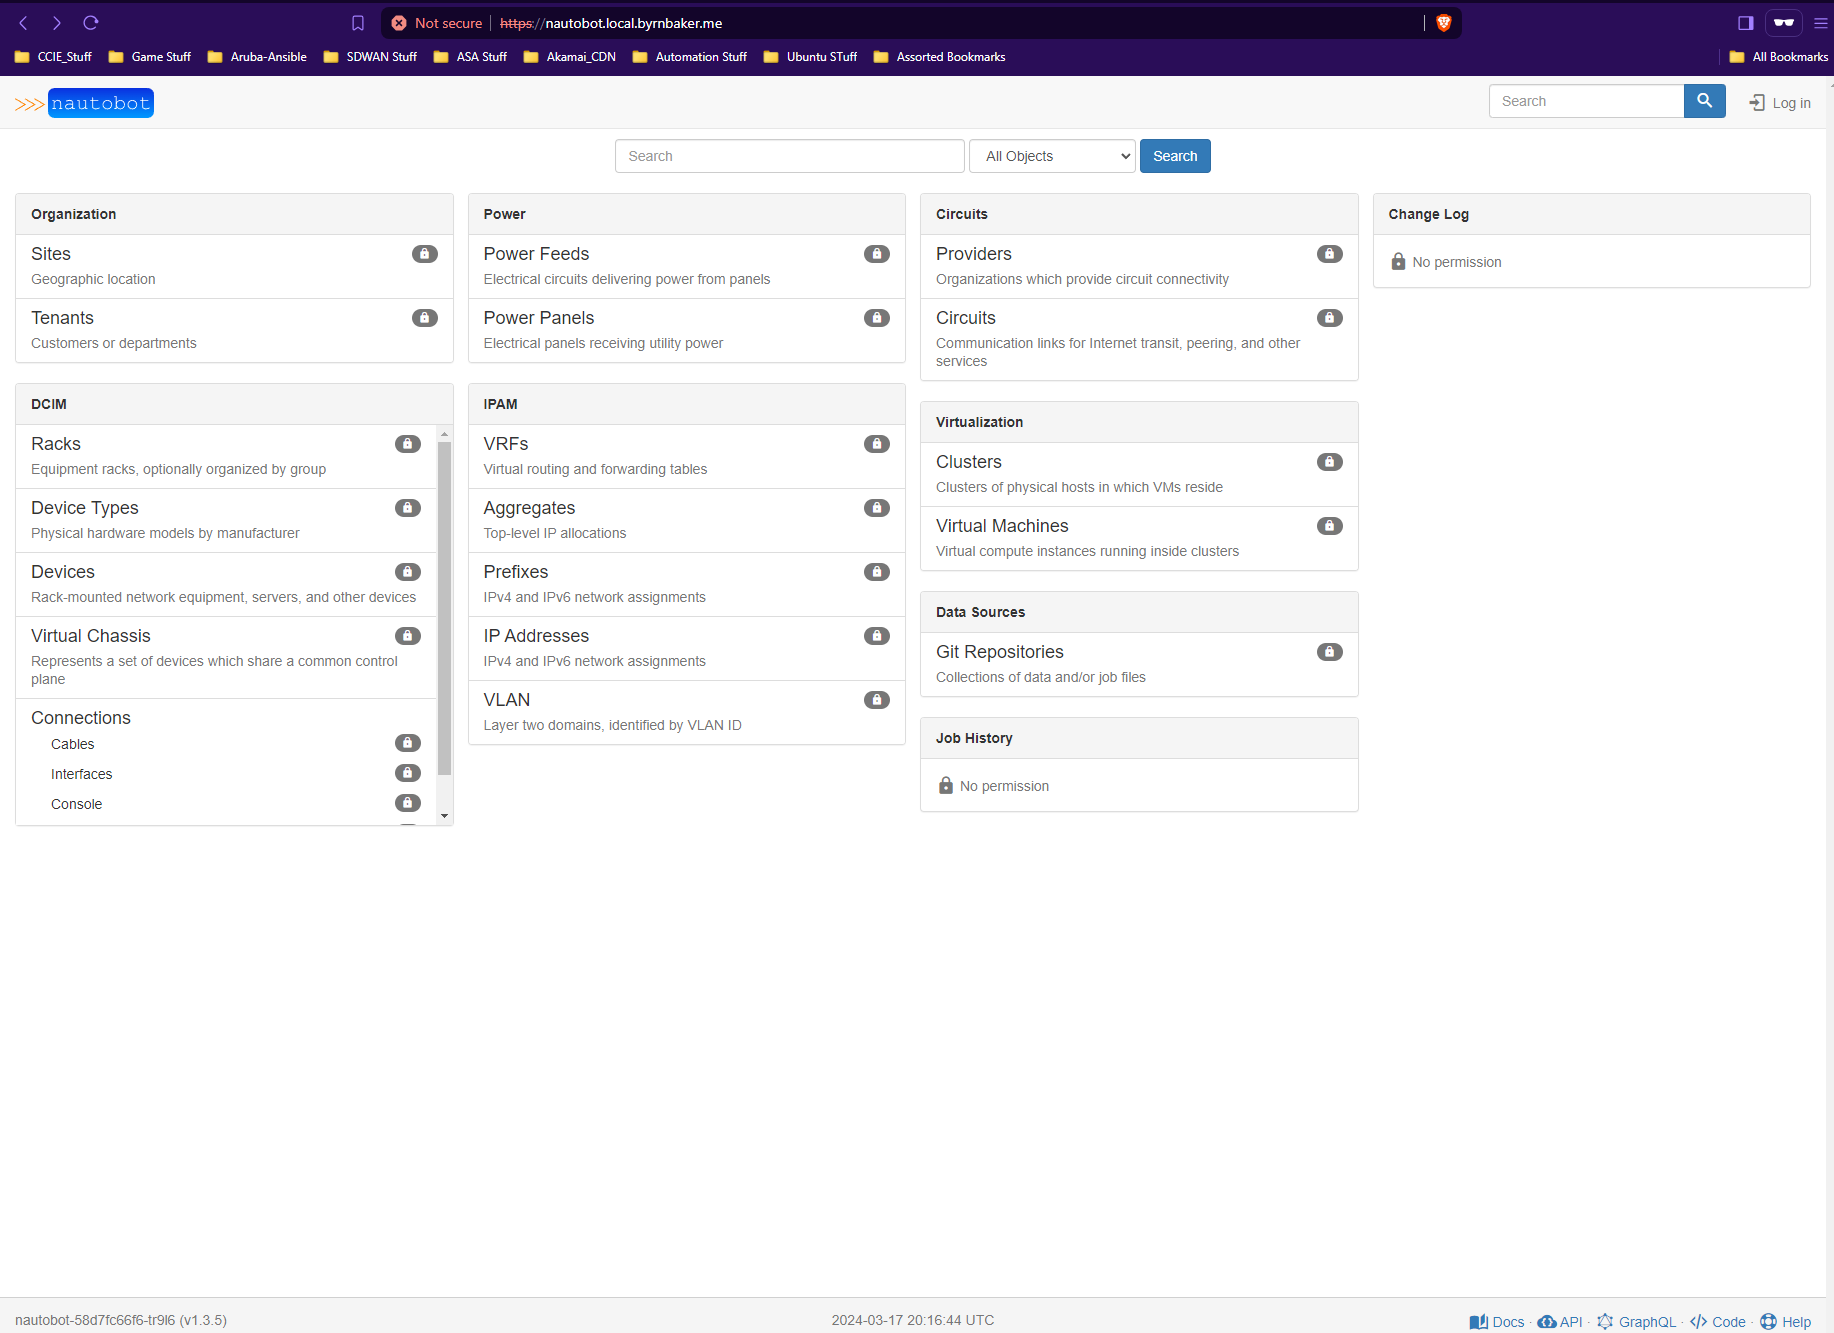 Not secure https://nautobot.local.byrnbaker.me
CCIE_Stuff Game Stuff Aruba-Ansible SDWAN Stuff ASA Stuff Akamai_CDN Automation Stuff Ubuntu STuff Assorted Bookmarks All Bookmarks
>>> nautobot
Search
Log in
Search All Objects Search
Organization
Sites
Geographic location
Tenants
Customers or departments
DCIM
Racks
Equipment racks, optionally organized by group
Device Types
Physical hardware models by manufacturer
Devices
Rack-mounted network equipment, servers, and other devices
Virtual Chassis
Represents a set of devices which share a common control
plane
Connections
Cables
Interfaces
Console
Power
Power Feeds
Electrical circuits delivering power from panels
Power Panels
Electrical panels receiving utility power
IPAM
VRFs
Virtual routing and forwarding tables
Aggregates
Top-level IP allocations
Prefixes
IPv4 and IPv6 network assignments
IP Addresses
IPv4 and IPv6 network assignments
VLAN
Layer two domains, identified by VLAN ID
Circuits
Providers
Organizations which provide circuit connectivity
Circuits
Communication links for Internet transit, peering, and other
services
Virtualization
Clusters
Clusters of physical hosts in which VMs reside
Virtual Machines
Virtual compute instances running inside clusters
Data Sources
Git Repositories
Collections of data and/or job files
Job History
No permission
Change Log
No permission
nautobot-58d7fc66f6-tr9l6 (v1.3.5)
2024-03-17 20:16:44 UTC
Docs · API · GraphQL · Code · Help